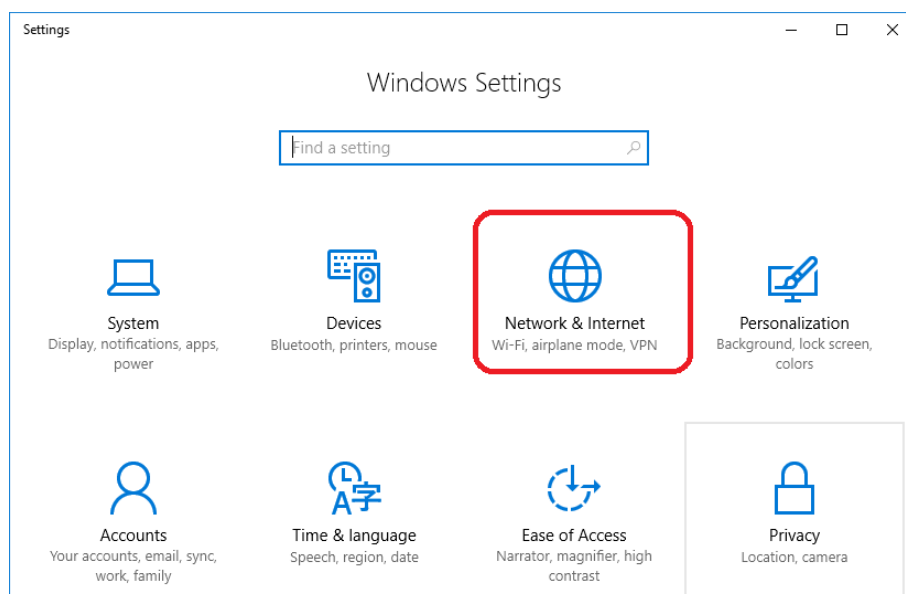 Settings
Windows Settings
Find a setting
System
Display, notifications, apps,
power
Devices
Bluetooth, printers, mouse
Network & Internet
Wi-Fi, airplane mode, VPN
Personalization
Background, lock screen,
colors
A字
Accounts
Your accounts, email, sync,
work, family
Time & language
Speech, region, date
Ease of Access
Narrator, magnifier, high
contrast
Privacy
Location, camera